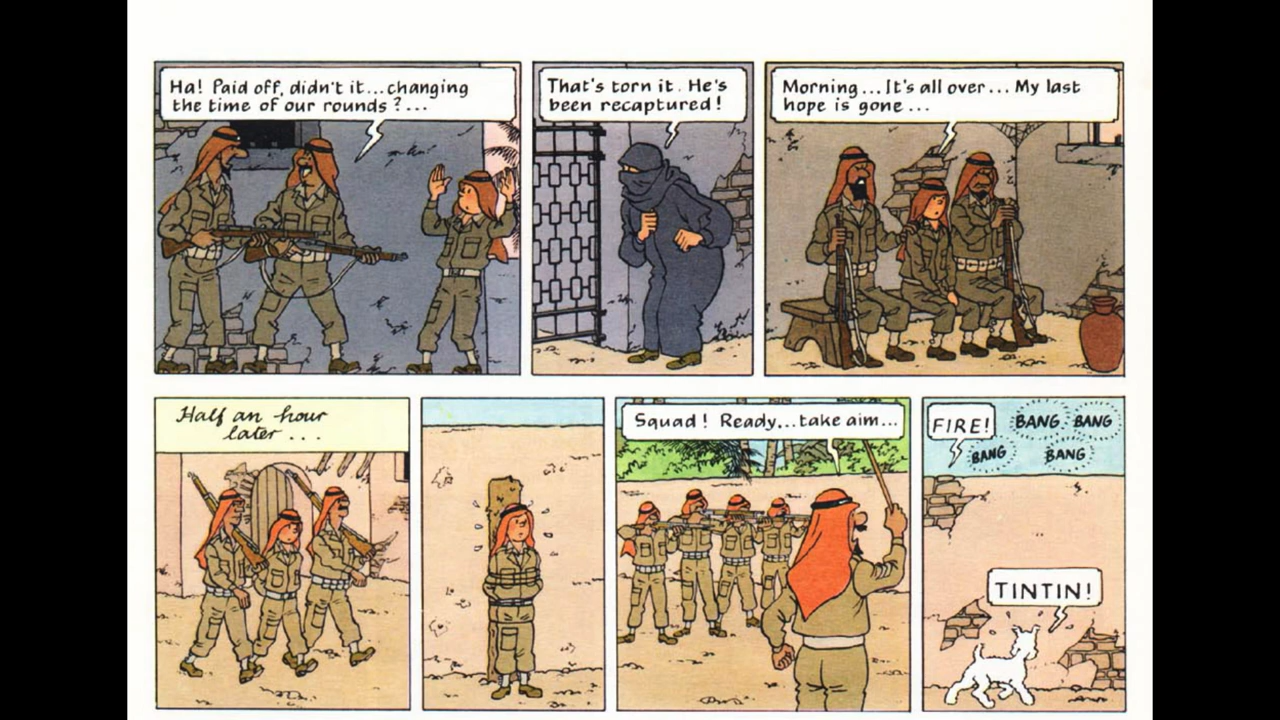 Ha! Paid off, didn't it...changing
the time of our rounds?...
That's torn it. He's
been recaptured!
Morning...It's all over...My last
hope is gone...
Half an hour
later...
Squad! Ready...take aim...
FIRE!
BANG BANG
BANG BANG
TINTIN!